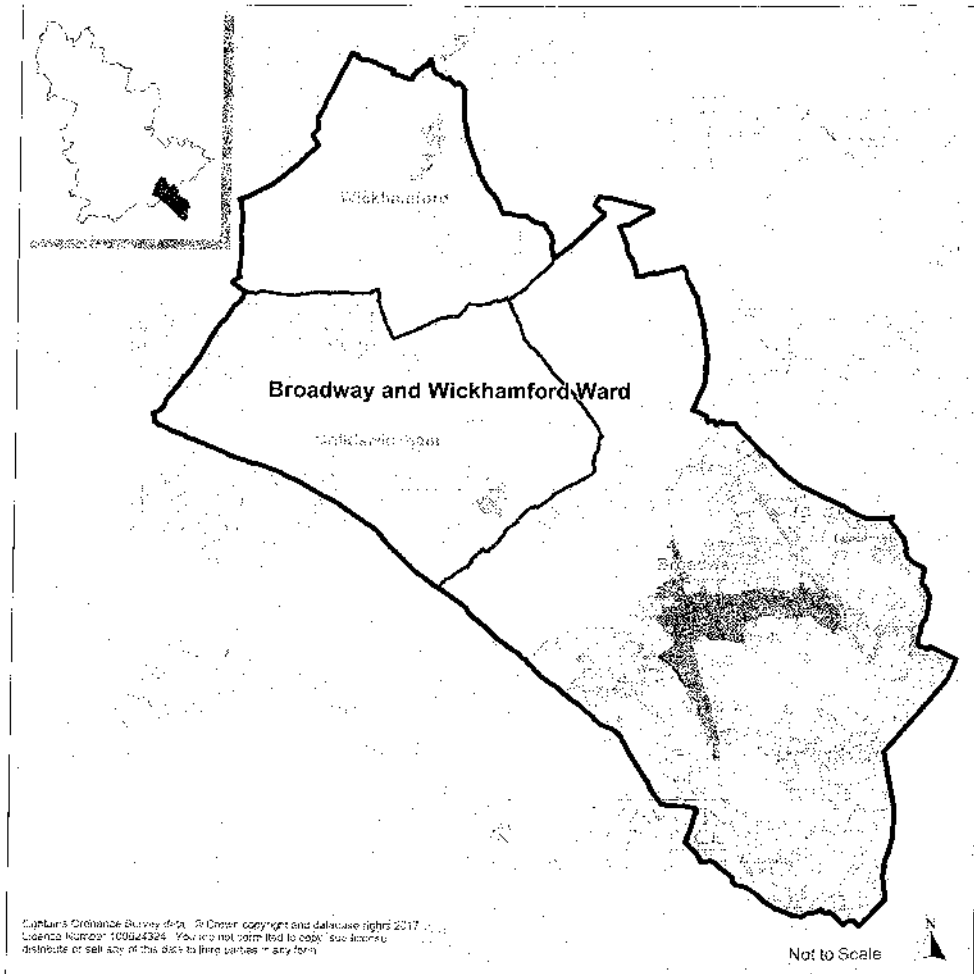 Wickhamford
Broadway and Wickhamford Ward
Broadway
Contains Ordnance Survey data. © Crown copyright and database rights 2017
Licence Number 100024324 You are not permitted to copy, sub-licence,
distribute or sell any of this data to third parties in any form
N
Not to Scale